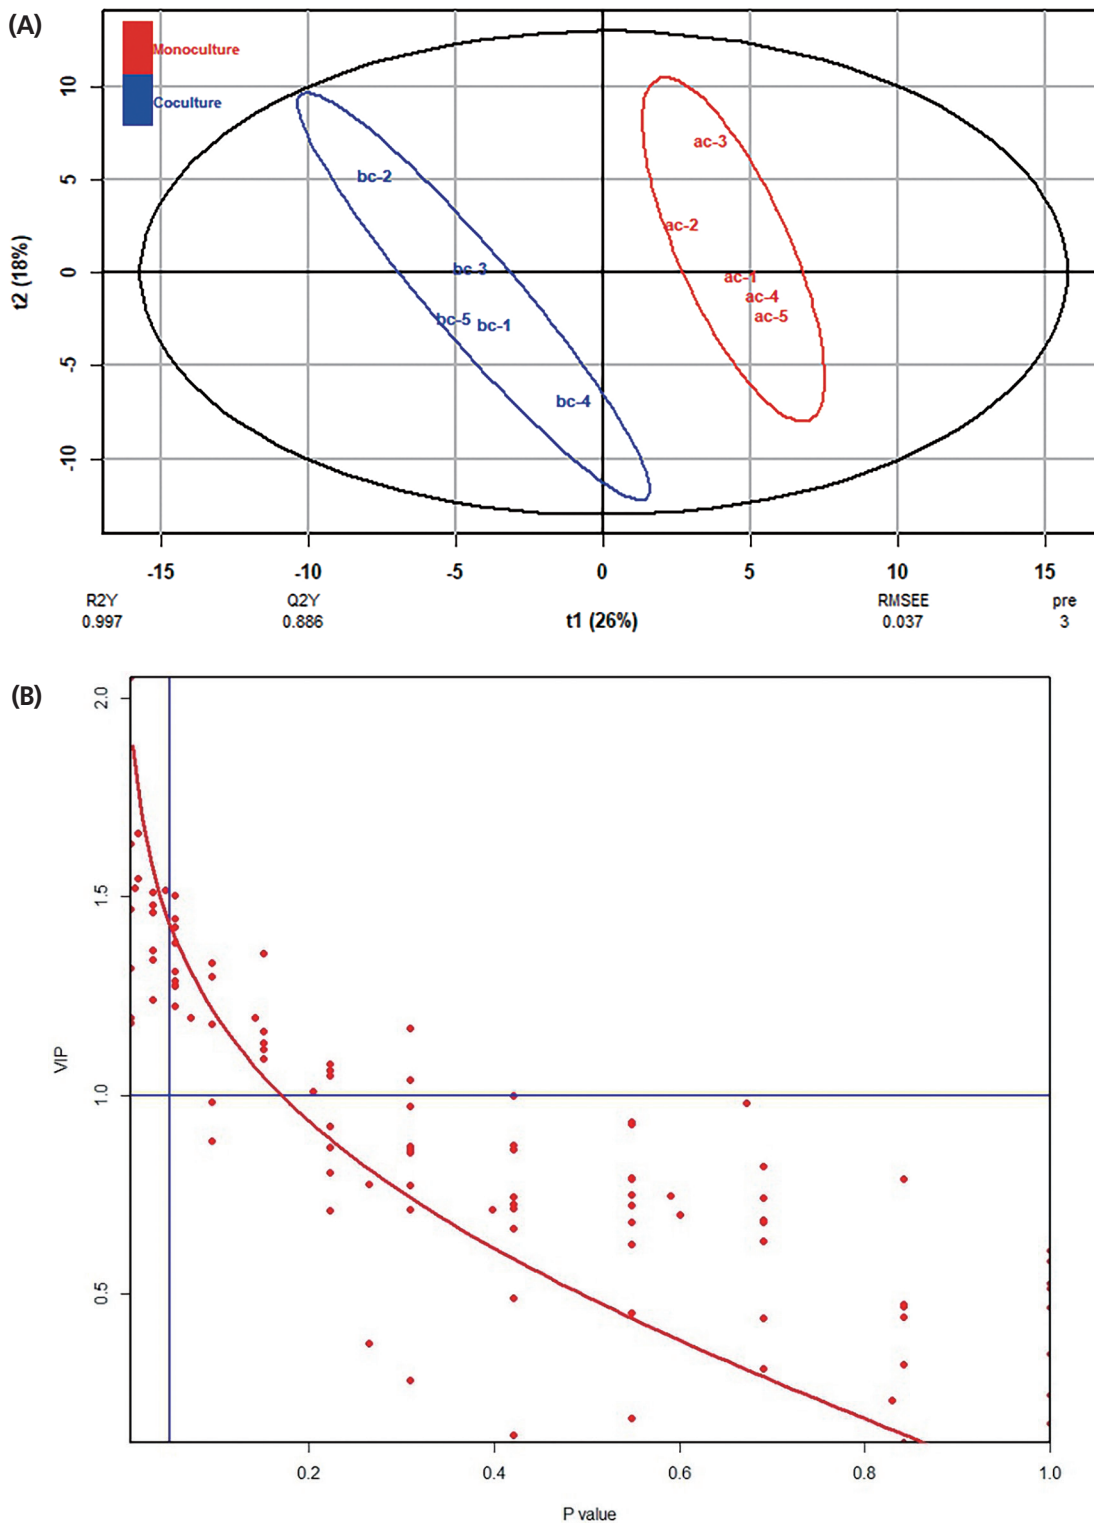 (A)
Monoculture
Coculture
t2 (18%)
10
5
0
-5
-10
ac-3
bc-2
ac-2
bc-3
ac-1
ac-4
ac-5
bc-5
bc-1
bc-4
-15
-10
-5
0
5
10
15
R2Y
0.997
Q2Y
0.886
t1 (26%)
RMSEE
0.037
pre
3
(B)
VIP
2.0
1.5
1.0
0.5
0.2
0.4
0.6
0.8
1.0
P value